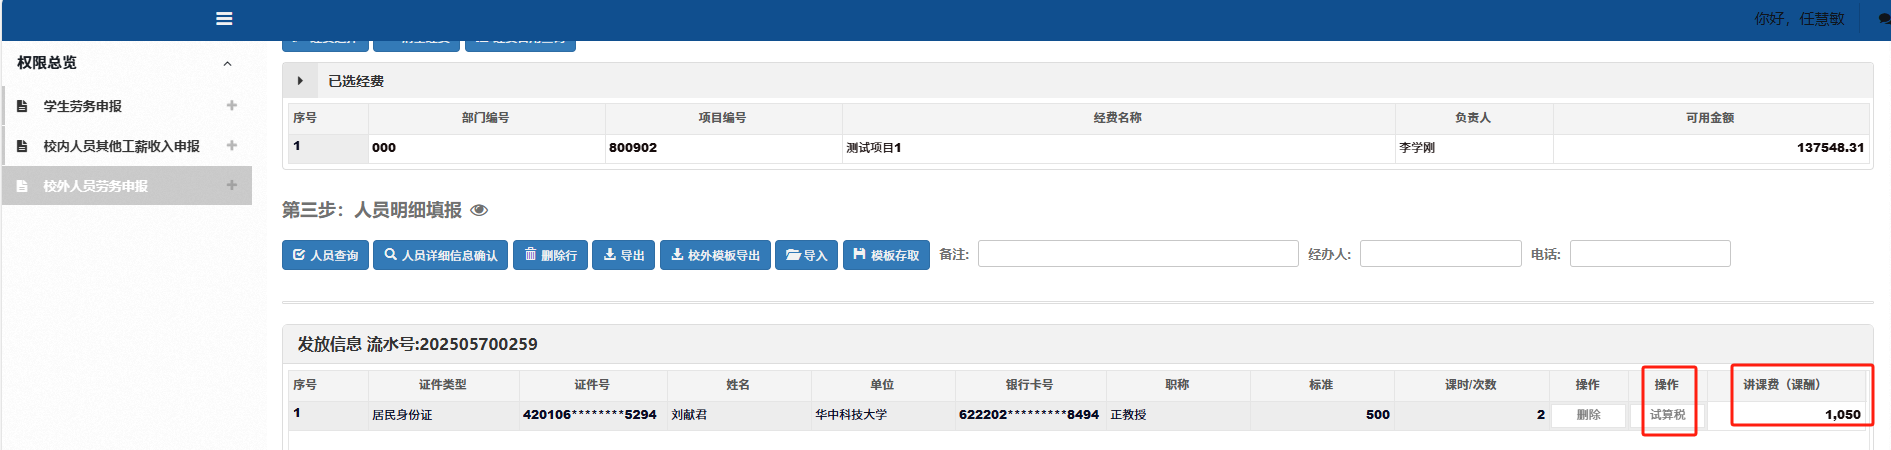 你好，任慧敏
权限总览
学生劳务申报
校内人员其他工薪收入申报
校外人员劳务申报
已选经费
序号 部门编号 项目编号 经费名称 负责人 可用金额
1 000 800902 测试项目1 李学刚 137548.31
第三步：人员明细填报
人员查询 人员详细信息确认 删除行 导出 校外模板导出 导入 模板存取 备注: 经办人: 电话:
发放信息 流水号:202505700259
序号 证件类型 证件号 姓名 单位 银行卡号 职称 标准 课时/次数 操作 操作 讲课费（课酬）
1 居民身份证 420106********5294 刘献君 华中科技大学 622202*********8494 正教授 500 2 删除 试算税 1,050